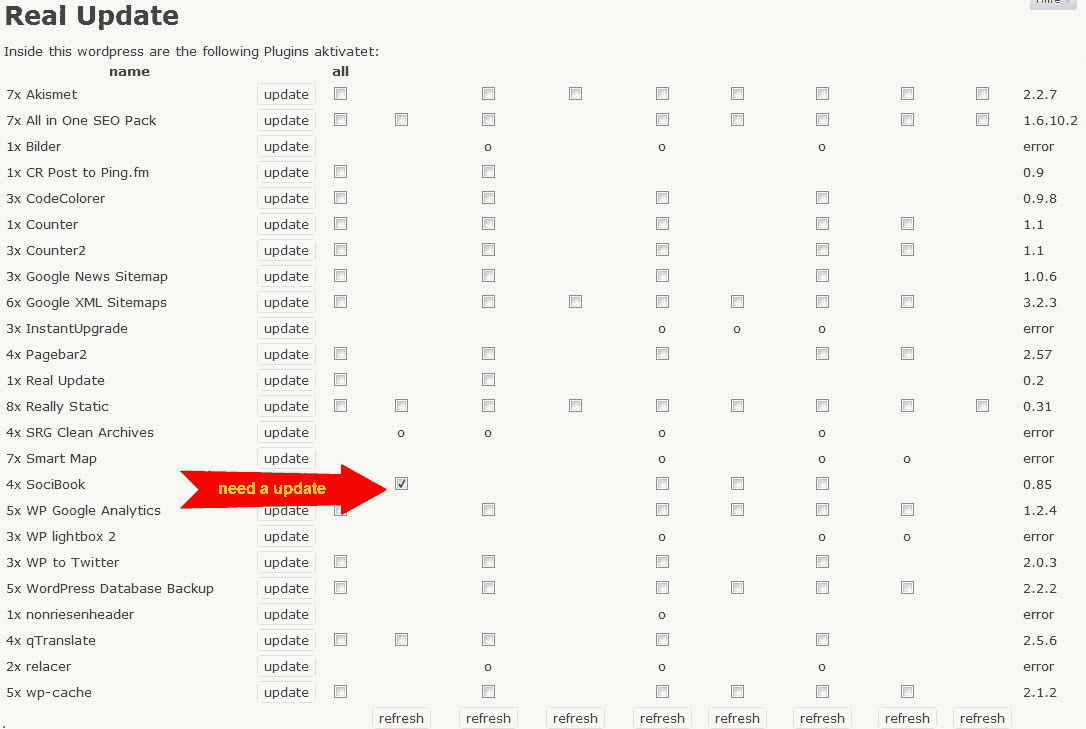 Real Update
Inside this wordpress are the following Plugins aktivatet:
name all
7x Akismet update 2.2.7
7x All in One SEO Pack update 1.6.10.2
1x Bilder update o o o error
1x CR Post to Ping.fm update 0.9
3x CodeColorer update 0.9.8
1x Counter update 1.1
3x Counter2 update 1.1
3x Google News Sitemap update 1.0.6
6x Google XML Sitemaps update 3.2.3
3x InstantUpgrade update o o o error
4x Pagebar2 update 2.57
1x Real Update update 0.2
8x Really Static update 0.31
4x SRG Clean Archives update o o o o error
7x Smart Map update o o o error
4x SociBook need a update 0.85
5x WP Google Analytics update 1.2.4
3x WP lightbox 2 update o o o error
3x WP to Twitter update 2.0.3
5x WordPress Database Backup update 2.2.2
1x nonriesenheader update o error
4x qTranslate update 2.5.6
2x relacer update o o o error
5x wp-cache update 2.1.2
refresh refresh refresh refresh refresh refresh refresh refresh
.